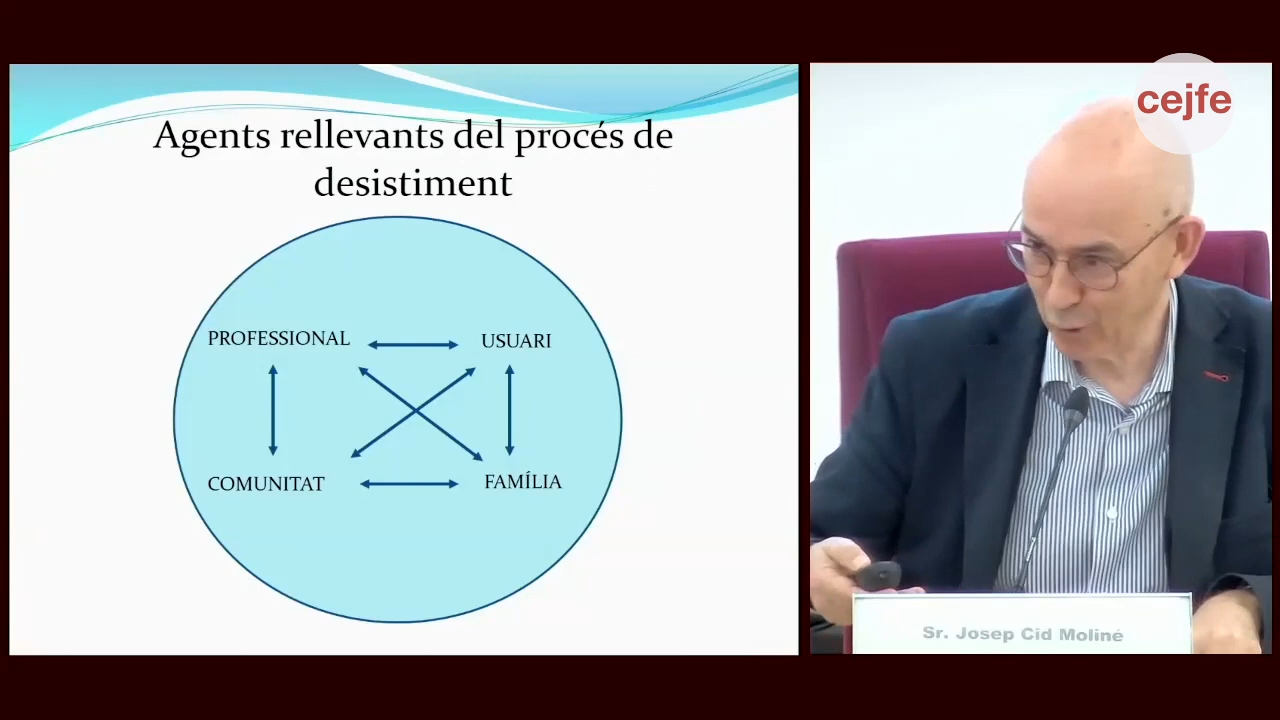 Agents rellevants del procés de
desistiment
PROFESSIONAL
USUARI
COMUNITAT
FAMÍLIA
cejfe
Sr. Josep Cid Moliné